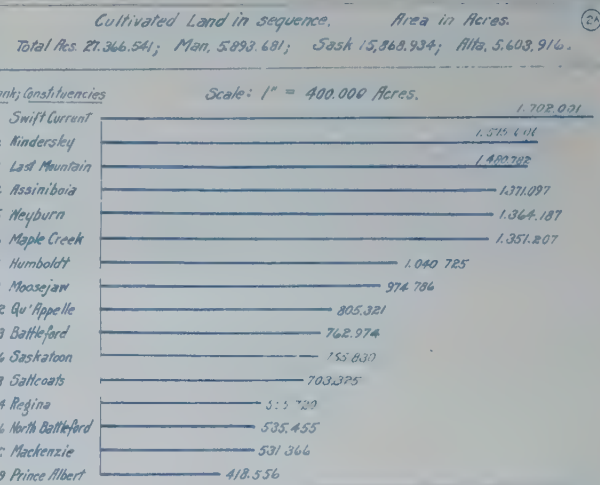 Cultivated Land in sequence. Area in Acres.
Total Acs. 27.366.541; Man, 5.893.681; Sask 15,868.934; Alta, 5.603,916.
Constituencies Scale: 1" = 400.000 Acres.
Swift Current 1.702.001
Kindersley
Last Mountain 1.480.782
Assiniboia 1.371.097
Weyburn 1.364.187
Maple Creek 1.351.207
Humboldt 1.040 725
Moosejaw 974 786
Qu'Appelle 805.321
Battleford 762.974
Saskatoon
Saltcoats 703.325
Regina
North Battleford 535.455
Mackenzie 531 366
Prince Albert 418.556